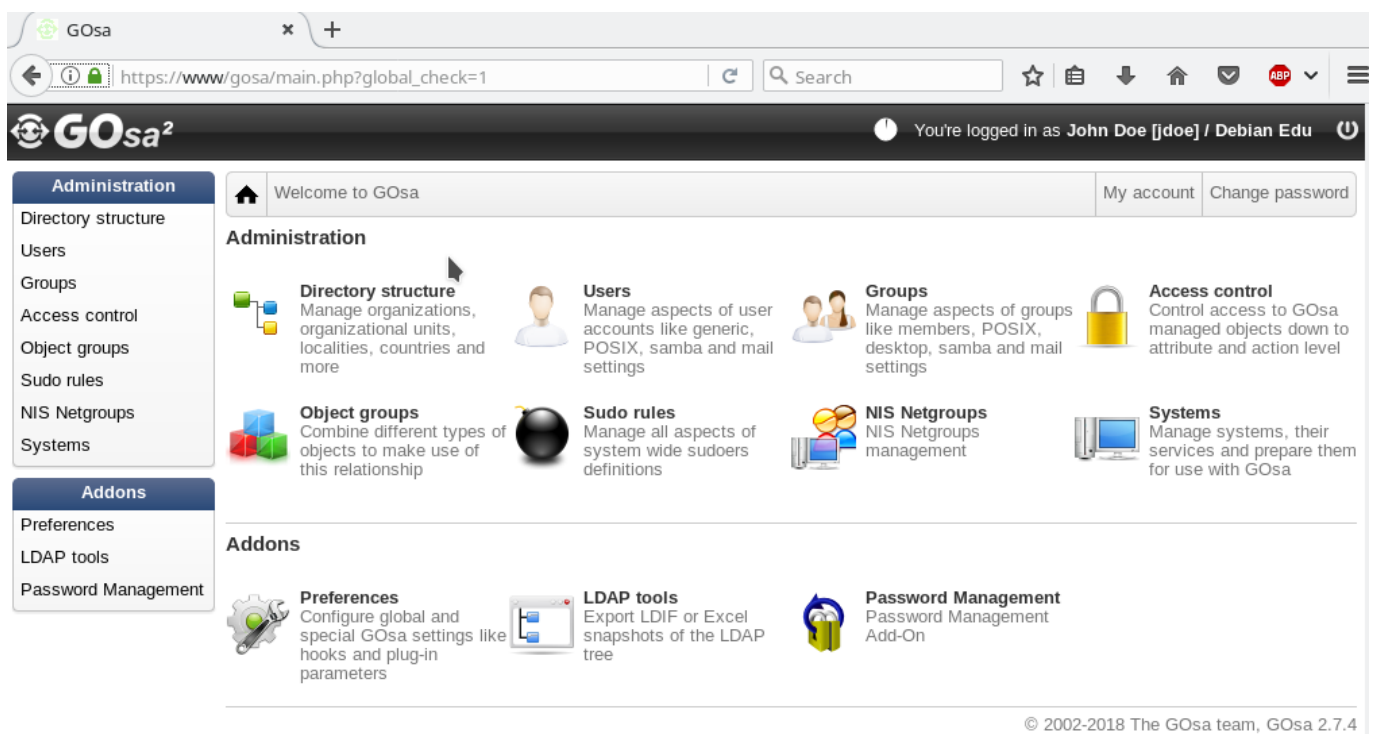 GOsa
https://www/gosa/main.php?global_check=1
Search
ABP
GOsa²
You're logged in as John Doe [jdoe] / Debian Edu
Administration
Directory structure
Users
Groups
Access control
Object groups
Sudo rules
NIS Netgroups
Systems
Addons
Preferences
LDAP tools
Password Management
Welcome to GOsa
My account
Change password
Administration
Directory structure
Manage organizations,
organizational units,
localities, countries and
more
Users
Manage aspects of user
accounts like generic,
POSIX, samba and mail
settings
Groups
Manage aspects of groups
like members, POSIX,
desktop, samba and mail
settings
Access control
Control access to GOsa
managed objects down to
attribute and action level
Object groups
Combine different types of
objects to make use of
this relationship
Sudo rules
Manage all aspects of
system wide sudoers
definitions
NIS Netgroups
NIS Netgroups
management
Systems
Manage systems, their
services and prepare them
for use with GOsa
Addons
Preferences
Configure global and
special GOsa settings like
hooks and plug-in
parameters
LDAP tools
Export LDIF or Excel
snapshots of the LDAP
tree
Password Management
Password Management
Add-On
© 2002-2018 The GOsa team, GOsa 2.7.4